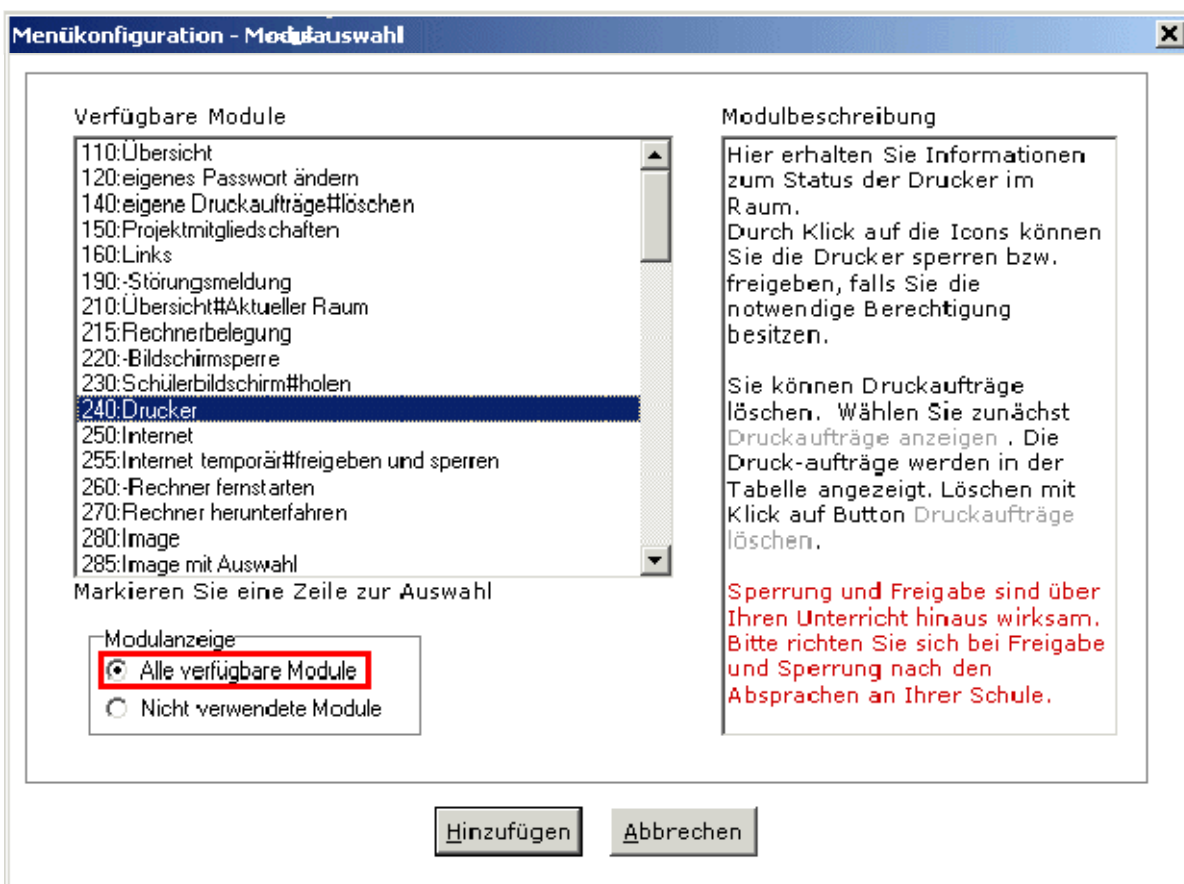 Menükonfiguration - Modulauswahl
Verfügbare Module
110:Übersicht
120:eigenes Passwort ändern
140:eigene Druckaufträge#löschen
150:Projektmitgliedschaften
160:Links
190:-Störungsmeldung
210:Übersicht#Aktueller Raum
215:Rechnerbelegung
220:-Bildschirmsperre
230:Schülerbildschirm#holen
240:Drucker
250:Internet
255:Internet temporär#freigeben und sperren
260:-Rechner fernstarten
270:Rechner herunterfahren
280:Image
285:Image mit Auswahl
Markieren Sie eine Zeile zur Auswahl
Modulanzeige
Alle verfügbare Module
Nicht verwendete Module
Modulbeschreibung
Hier erhalten Sie Informationen
zum Status der Drucker im
Raum.
Durch Klick auf die Icons können
Sie die Drucker sperren bzw.
freigeben, falls Sie die
notwendige Berechtigung
besitzen.
Sie können Druckaufträge
löschen. Wählen Sie zunächst
Druckaufträge anzeigen . Die
Druck-aufträge werden in der
Tabelle angezeigt. Löschen mit
Klick auf Button Druckaufträge
löschen.
Sperrung und Freigabe sind über
Ihren Unterricht hinaus wirksam.
Bitte richten Sie sich bei Freigabe
und Sperrung nach den
Absprachen an Ihrer Schule.
Hinzufügen
Abbrechen